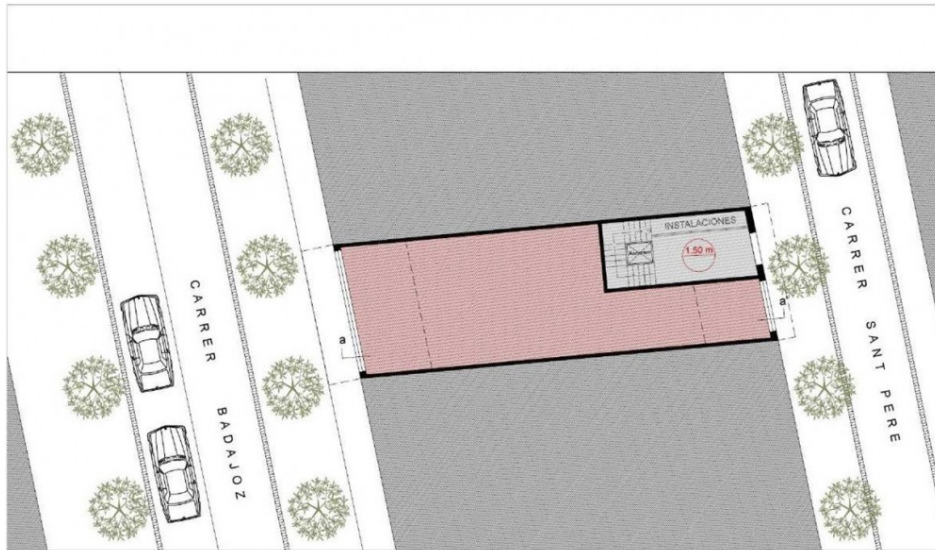 INSTALACIONES
1.50 m
a
a
CARRER BADAJOZ
CARRER SANT PERE